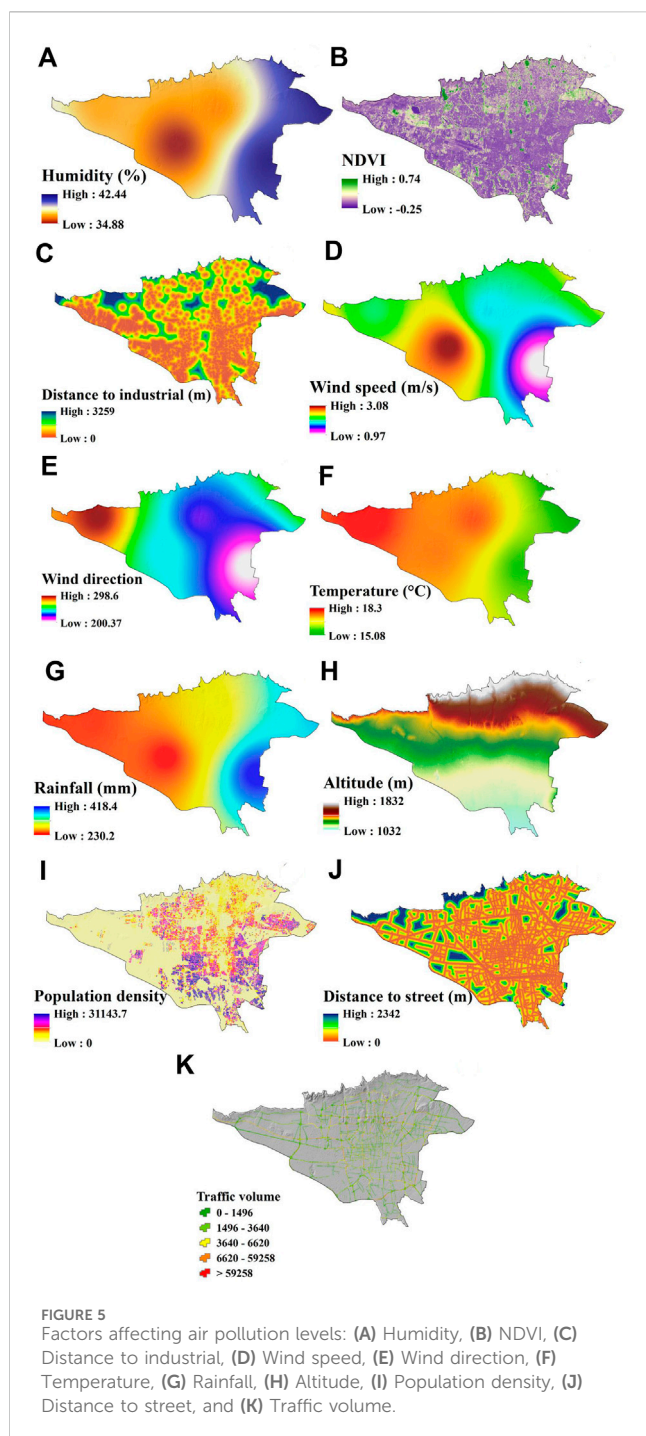 A
Humidity (%)
High : 42.44
Low : 34.88
B
NDVI
High : 0.74
Low : -0.25
C
Distance to industrial (m)
High : 3259
Low : 0
D
Wind speed (m/s)
High : 3.08
Low : 0.97
E
Wind direction
High : 298.6
Low : 200.37
F
Temperature (°C)
High : 18.3
Low : 15.08
G
Rainfall (mm)
High : 418.4
Low : 230.2
H
Altitude (m)
High : 1832
Low : 1032
I
Population density
High : 31143.7
Low : 0
J
Distance to street (m)
High : 2342
Low : 0
K
Traffic volume
0 - 1496
1496 - 3640
3640 - 6620
6620 - 59258
> 59258
FIGURE 5
Factors affecting air pollution levels: (A) Humidity, (B) NDVI, (C)
Distance to industrial, (D) Wind speed, (E) Wind direction, (F)
Temperature, (G) Rainfall, (H) Altitude, (I) Population density, (J)
Distance to street, and (K) Traffic volume.